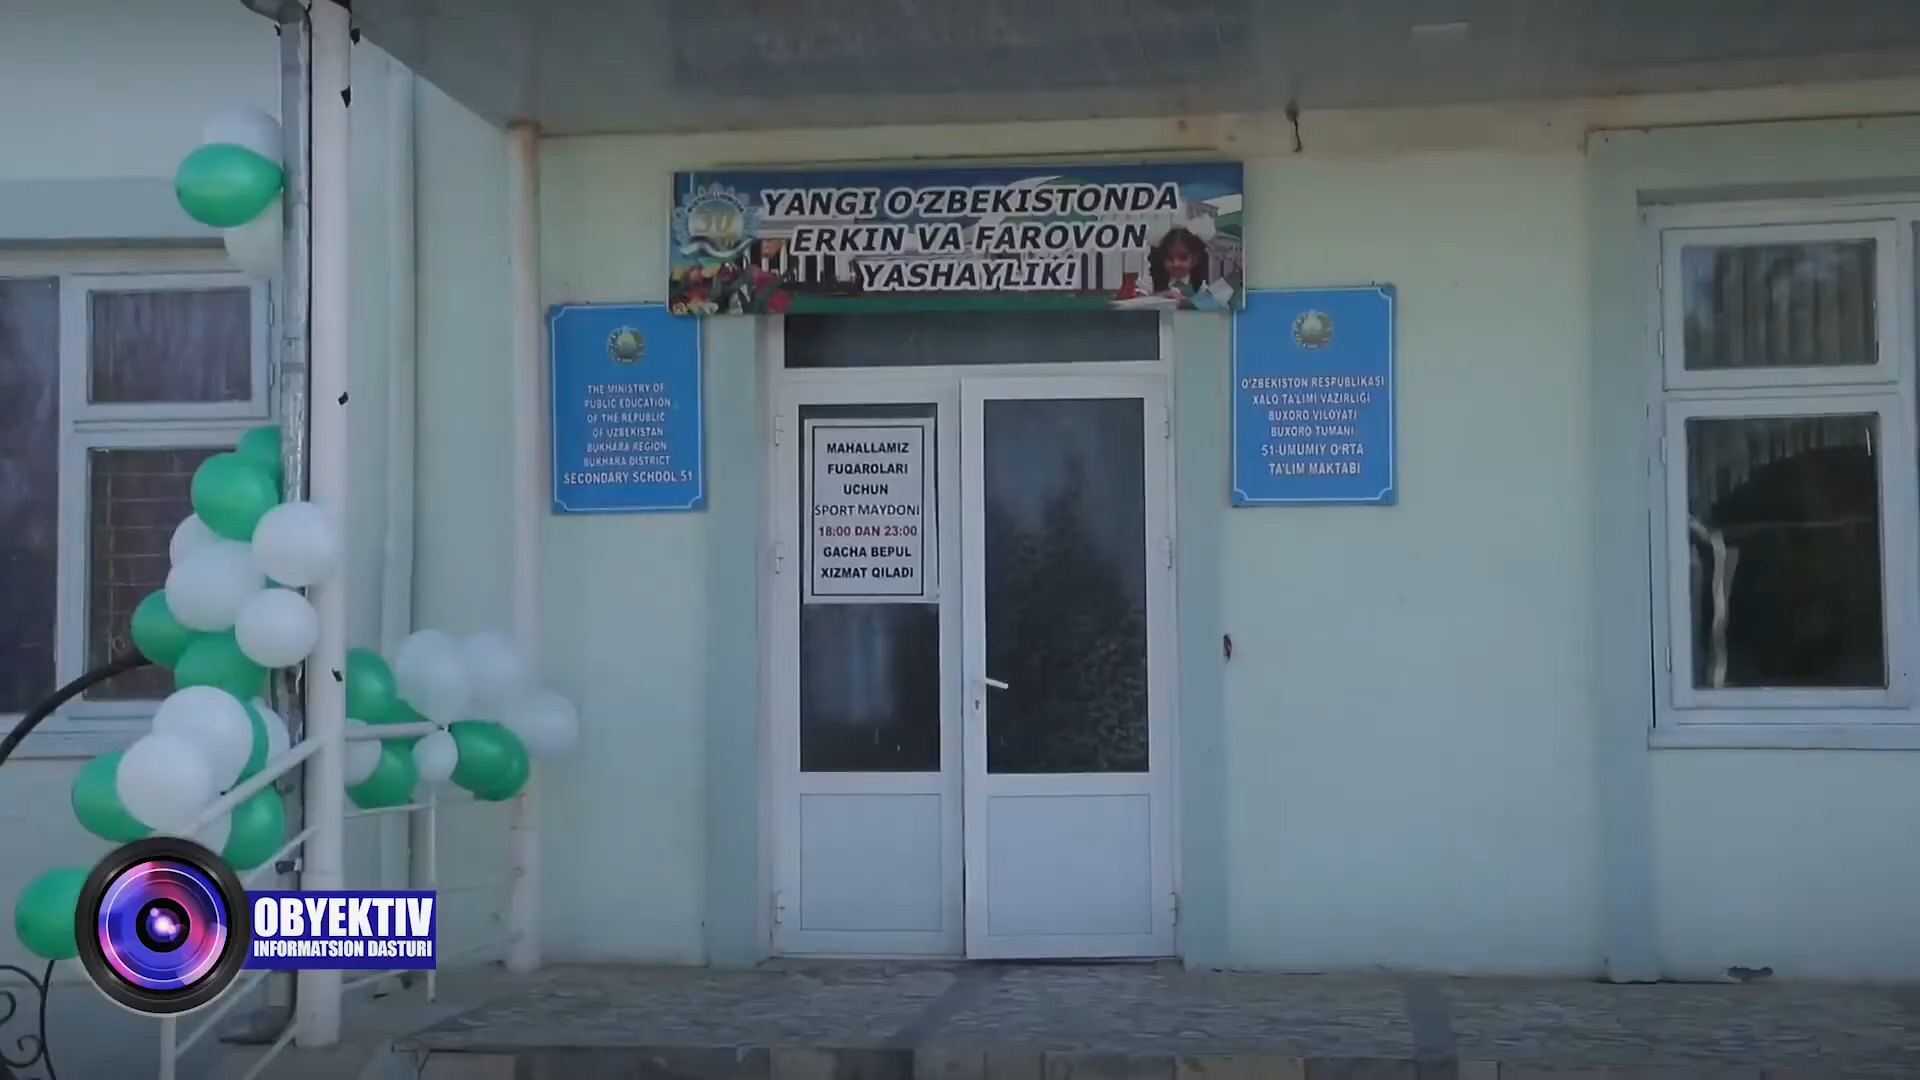 YANGI O'ZBEKISTONDA
ERKIN VA FAROVON
YASHAYLIK!
30
THE MINISTRY OF
PUBLIC EDUCATION
OF THE REPUBLIC
OF UZBEKISTAN
BUKHARA REGION
BUKHARA DISTRICT
SECONDARY SCHOOL 51
MAHALLAMIZ
FUQAROLARI
UCHUN
SPORT MAYDONI
18:00 DAN 23:00
GACHA BEPUL
XIZMAT QILADI
O'ZBEKISTON RESPUBLIKASI
XALQ TA'LIMI VAZIRLIGI
BUXORO VILOYATI
BUXORO TUMANI
51-UMUMIY O'RTA
TA'LIM MAKTABI
OBYEKTIV
INFORMATSION DASTURI